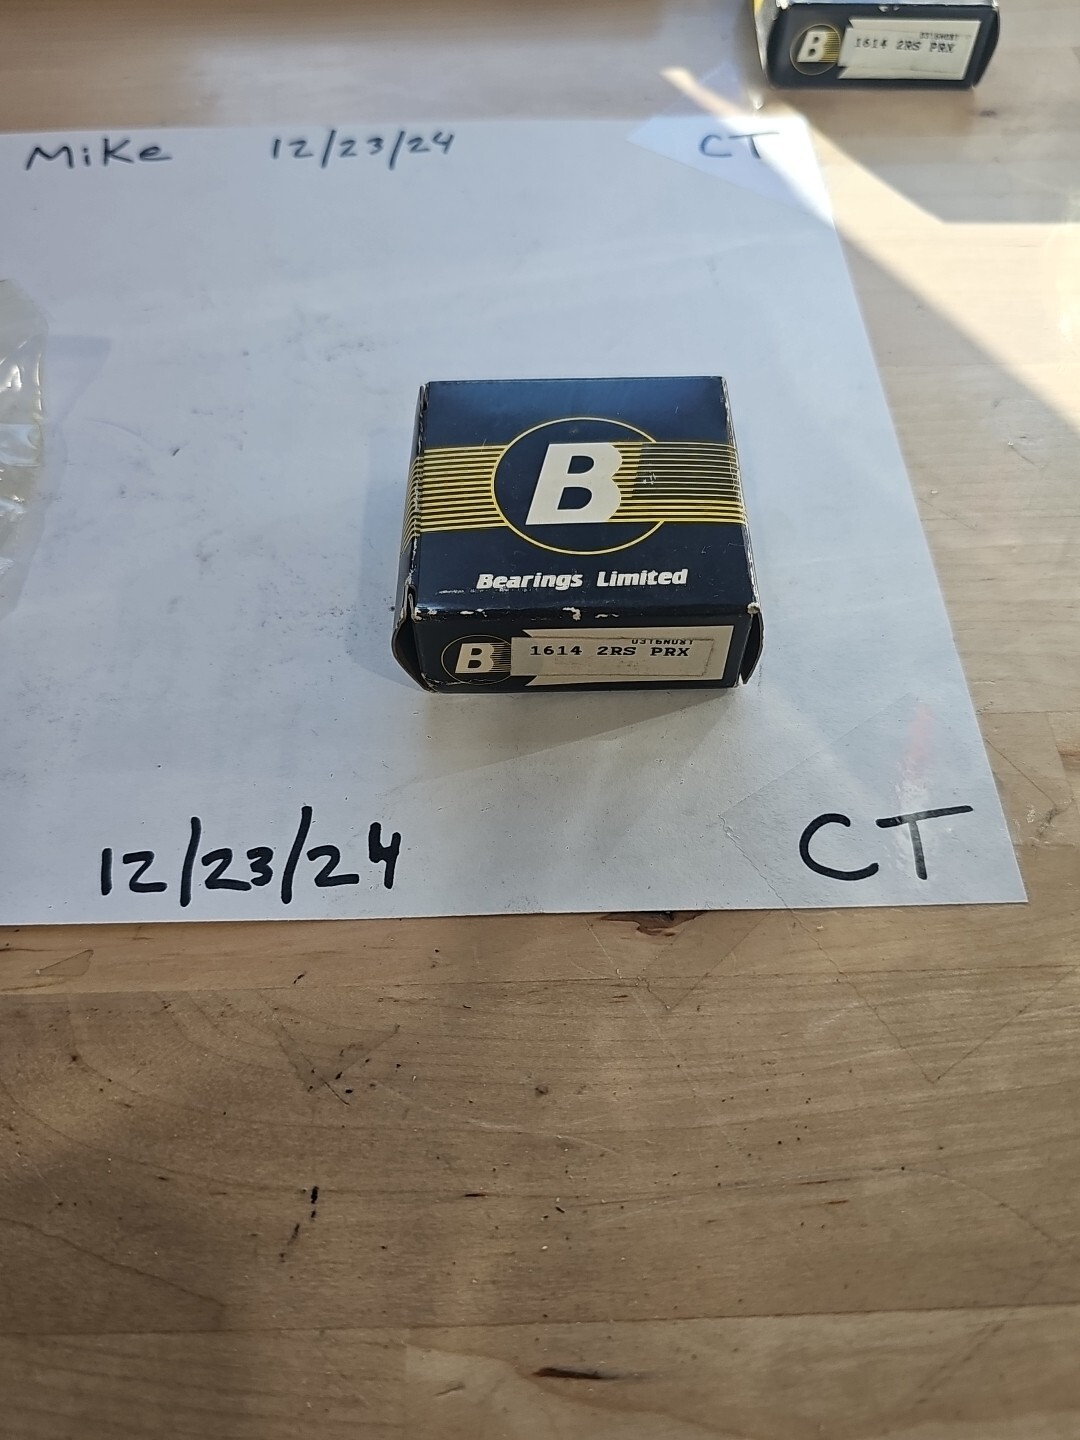 B 1614 2RS PRX
Mike 12/23/24 CT
B
Bearings Limited
B 1614 2RS PRX
12/23/24 CT